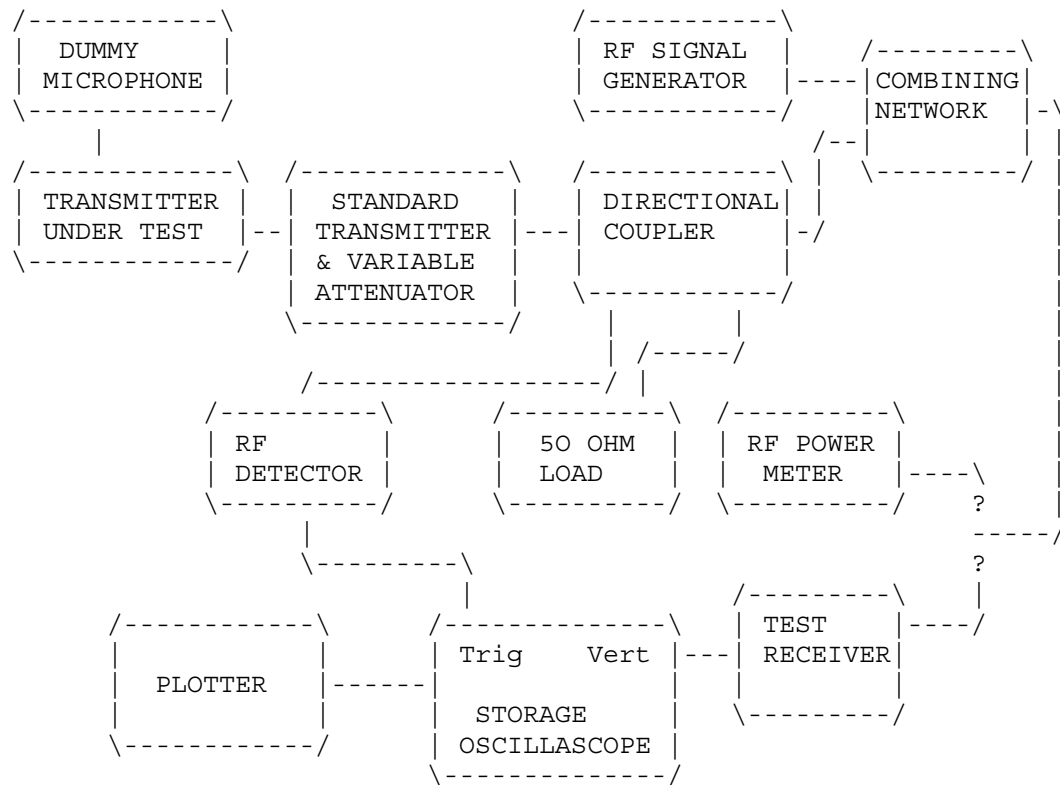 DUMMY
MICROPHONE
RF SIGNAL
GENERATOR
COMBINING
NETWORK
TRANSMITTER
UNDER TEST
STANDARD
TRANSMITTER
& VARIABLE
ATTENUATOR
DIRECTIONAL
COUPLER
RF
DETECTOR
50 OHM
LOAD
RF POWER
METER
?
?
PLOTTER
Trig Vert
STORAGE
OSCILLASCOPE
TEST
RECEIVER